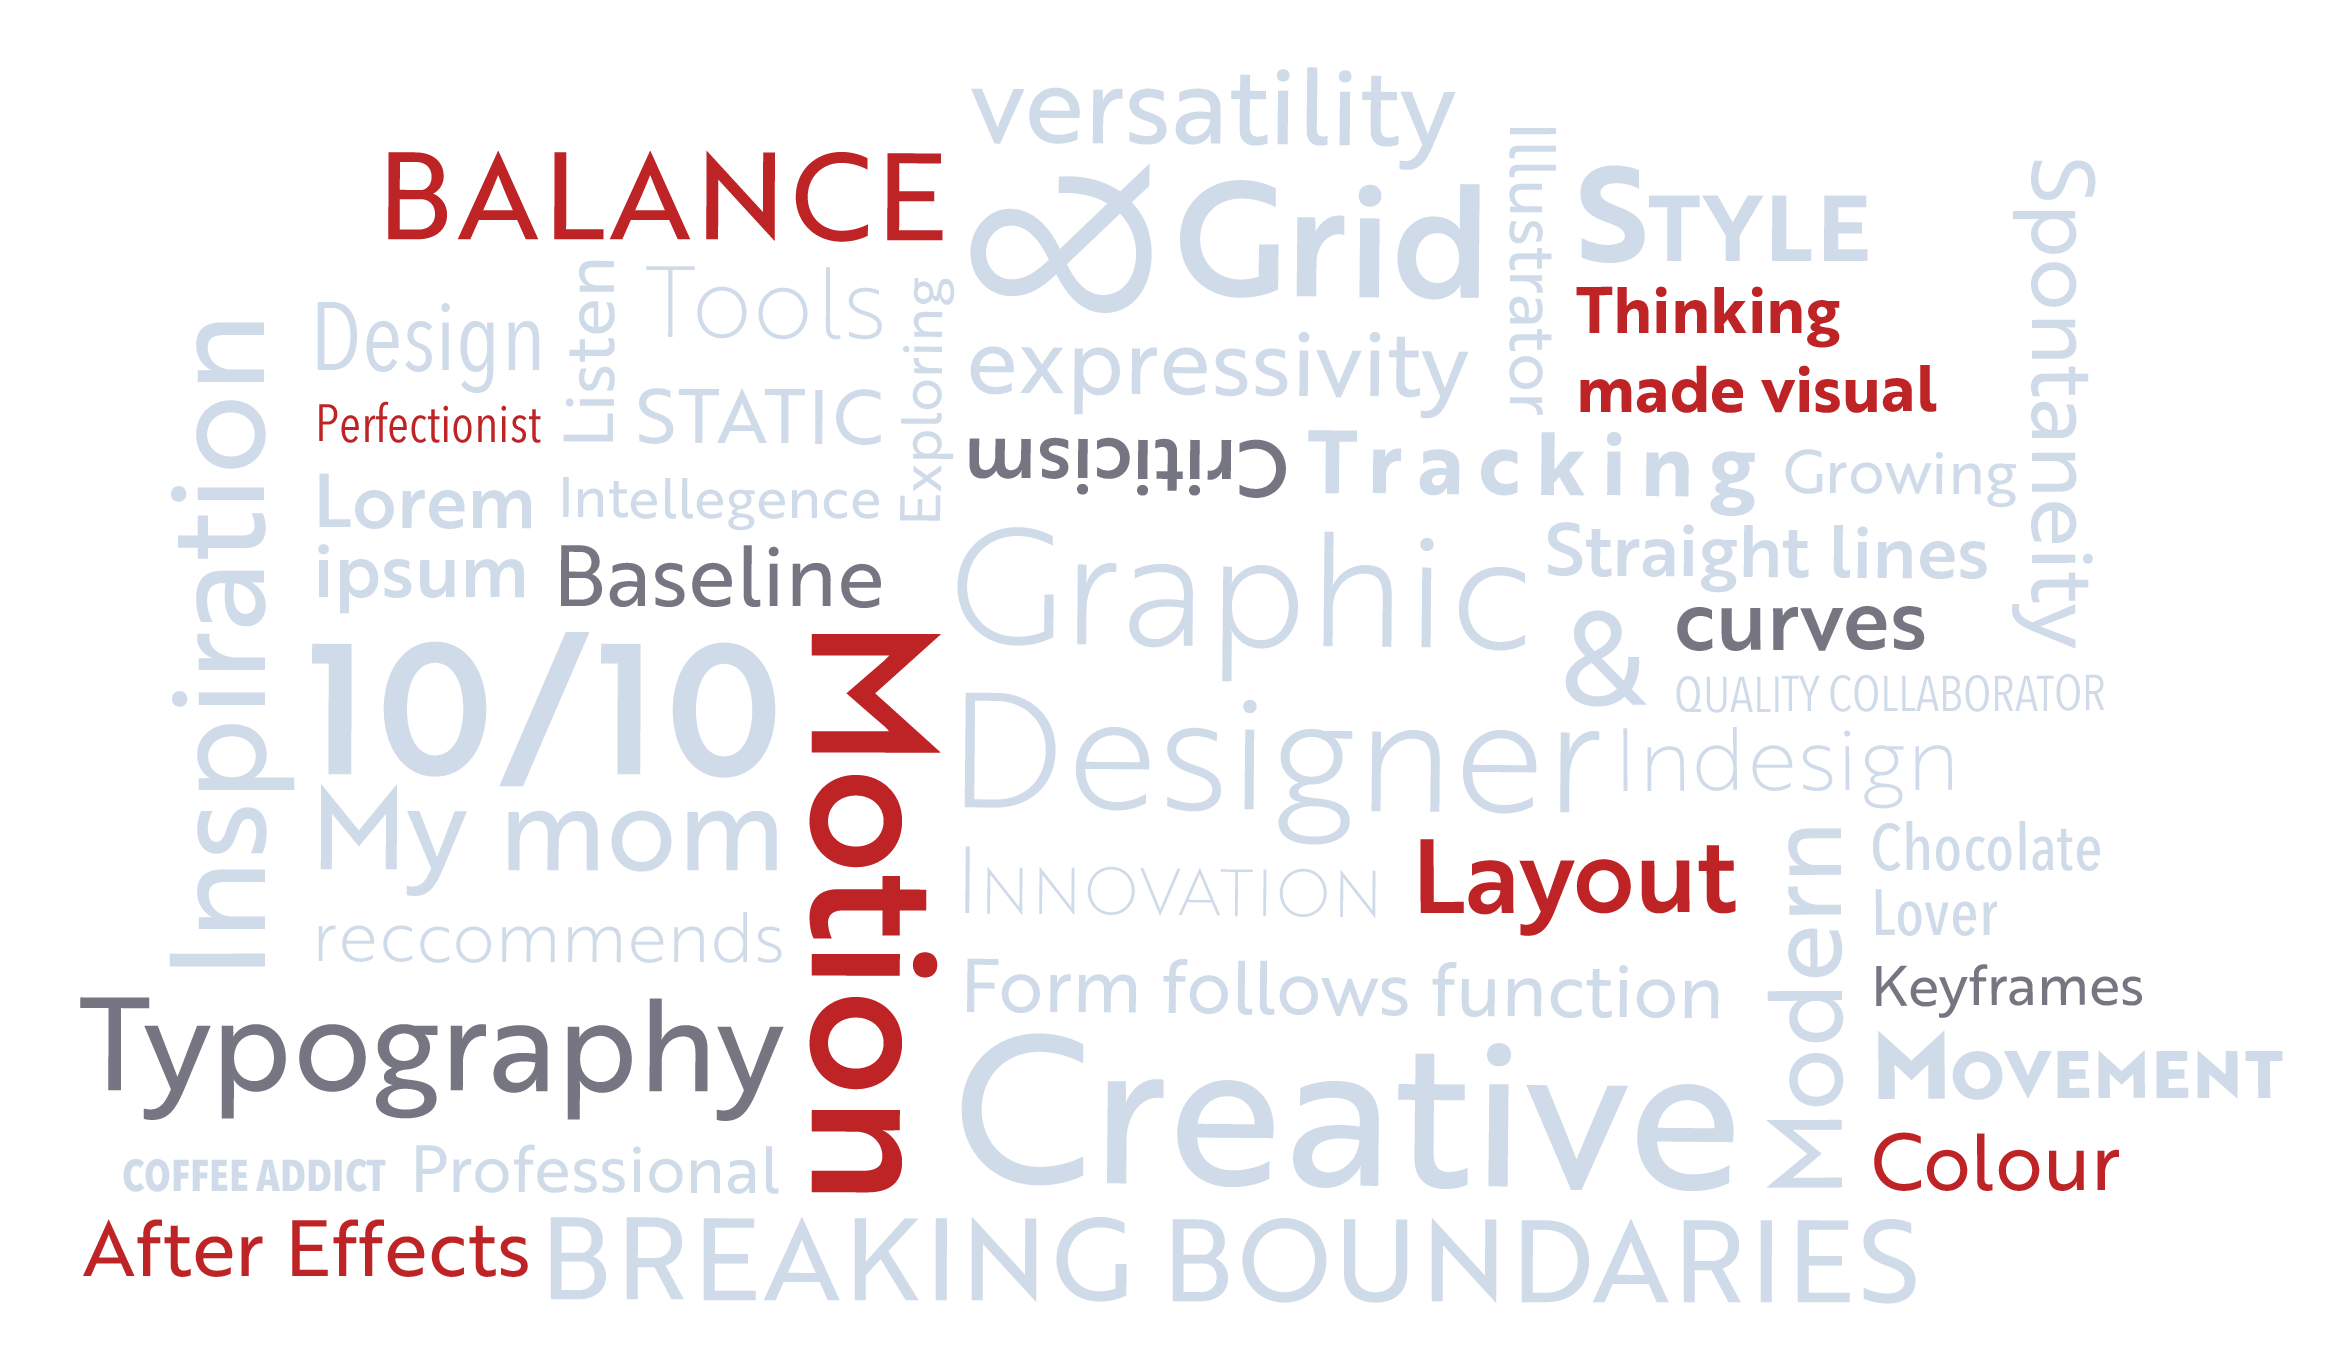 versatility
BALANCE
& Grid
Illustrator
STYLE
Spontaneity
Thinking
made visual
Listen
Tools
Exploring
Design
Inspiration
expressivity
Perfectionist
STATIC
Criticism
Tracking
Growing
Lorem
ipsum
Intellegence
Baseline
Graphic
Designer
Straight lines
& curves
QUALITY COLLABORATOR
10/10
My mom
reccommends
Motion
Indesign
INNOVATION
Layout
Modern
Chocolate
Lover
Form follows function
Keyframes
Typography
Creative
MOVEMENT
COFFEE ADDICT
Professional
Colour
After Effects
BREAKING BOUNDARIES